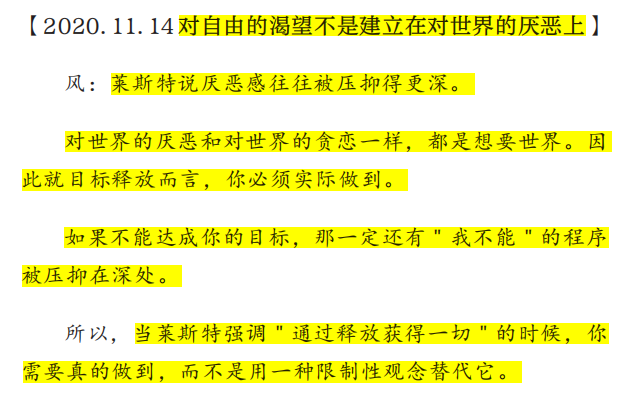 【2020.11.14 对自由的渴望不是建立在对世界的厌恶上】
风：莱斯特说厌恶感往往被压抑得更深。
对世界的厌恶和对世界的贪恋一样，都是想要世界。因
此就目标释放而言，你必须实际做到。
如果不能达成你的目标，那一定还有"我不能"的程序
被压抑在深处。
所以，当莱斯特强调"通过释放获得一切"的时候，你
需要真的做到，而不是用一种限制性观念替代它。